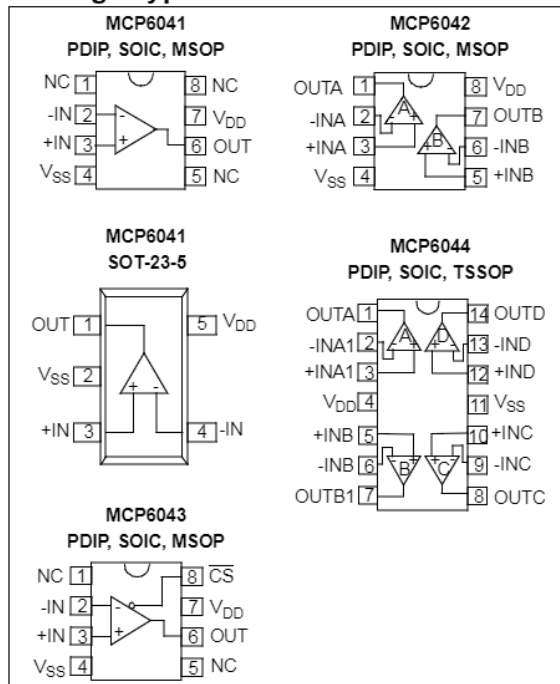 MCP6041
PDIP, SOIC, MSOP
NC 1 8 NC
-IN 2 - 7 VDD
+IN 3 + 6 OUT
VSS 4 5 NC
MCP6042
PDIP, SOIC, MSOP
OUTA 1 8 VDD
-INA 2 A 7 OUTB
- +
+INA 3 B 6 -INB
+ -
VSS 4 5 +INB
MCP6041
SOT-23-5
OUT 1 5 VDD
VSS 2
+ -
+IN 3 4 -IN
MCP6044
PDIP, SOIC, TSSOP
OUTA 1 14 OUTD
-INA1 2 A D 13 -IND
- + + -
+INA1 3 12 +IND
VDD 4 11 VSS
+INB 5 10 +INC
- + + -
-INB 6 B C 9 -INC
OUTB1 7 8 OUTC
MCP6043
PDIP, SOIC, MSOP
NC 1 8 C̅S̅
-IN 2 - 7 VDD
+IN 3 + 6 OUT
VSS 4 5 NC